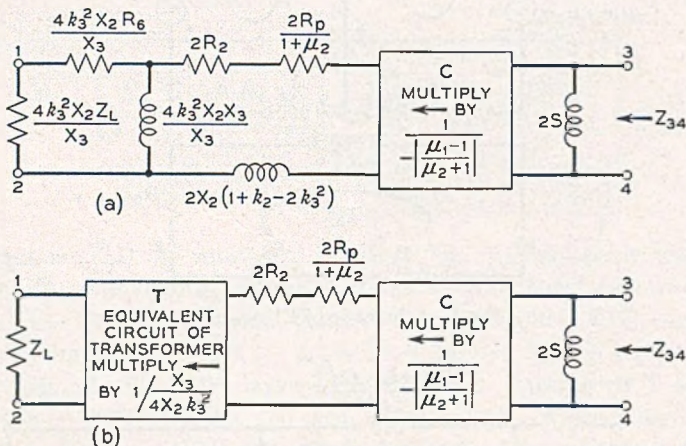 4k₃²X₂R₆
X₃
2R₂
2Rₚ
1+μ₂
1
3
4k₃²X₂Z_L
X₃
4k₃²X₂X₃
X₃
C
MULTIPLY
← BY
1
-|μ₁-1
μ₂+1|
2S
← Z₃₄
2
4
(a)
2X₂(1+k₂-2k₃²)
1
2R₂
2Rₚ
1+μ₂
3
Z_L
T
EQUIVALENT
CIRCUIT OF
TRANSFORMER
MULTIPLY ←
BY 1/X₃
4X₂k₃²
C
MULTIPLY
← BY
1
-|μ₁-1
μ₂+1|
2S
← Z₃₄
2
4
(b)